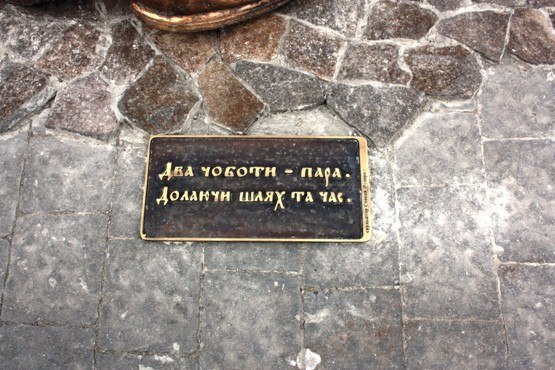 Два чоботи – пара.
Долаючи шлях та час.